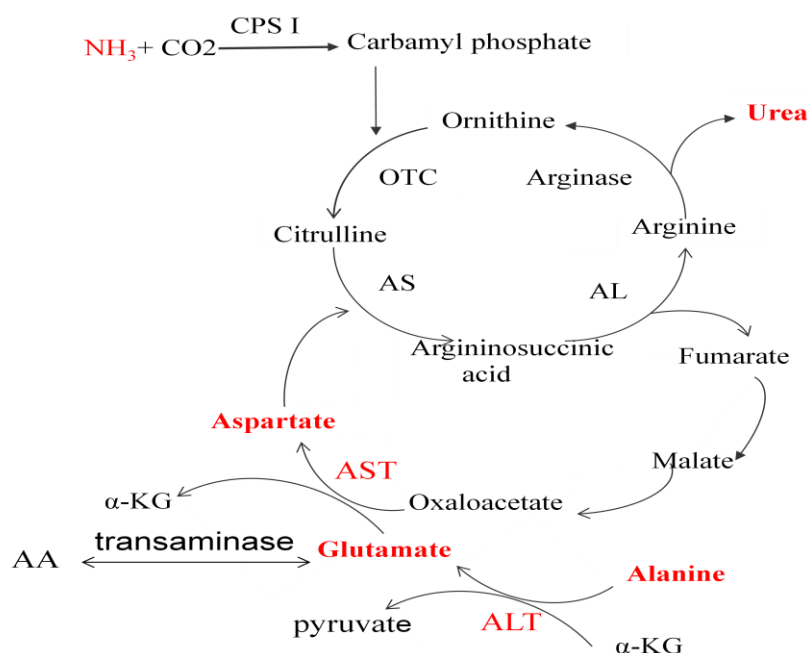 CPS I
NH₃+ CO2
Carbamyl phosphate
Ornithine
Urea
OTC
Arginase
Citrulline
Arginine
AS
AL
Argininosuccinic
acid
Fumarate
Aspartate
AST
Malate
α-KG
Oxaloacetate
transaminase
AA
Glutamate
Alanine
pyruvate
ALT
α-KG